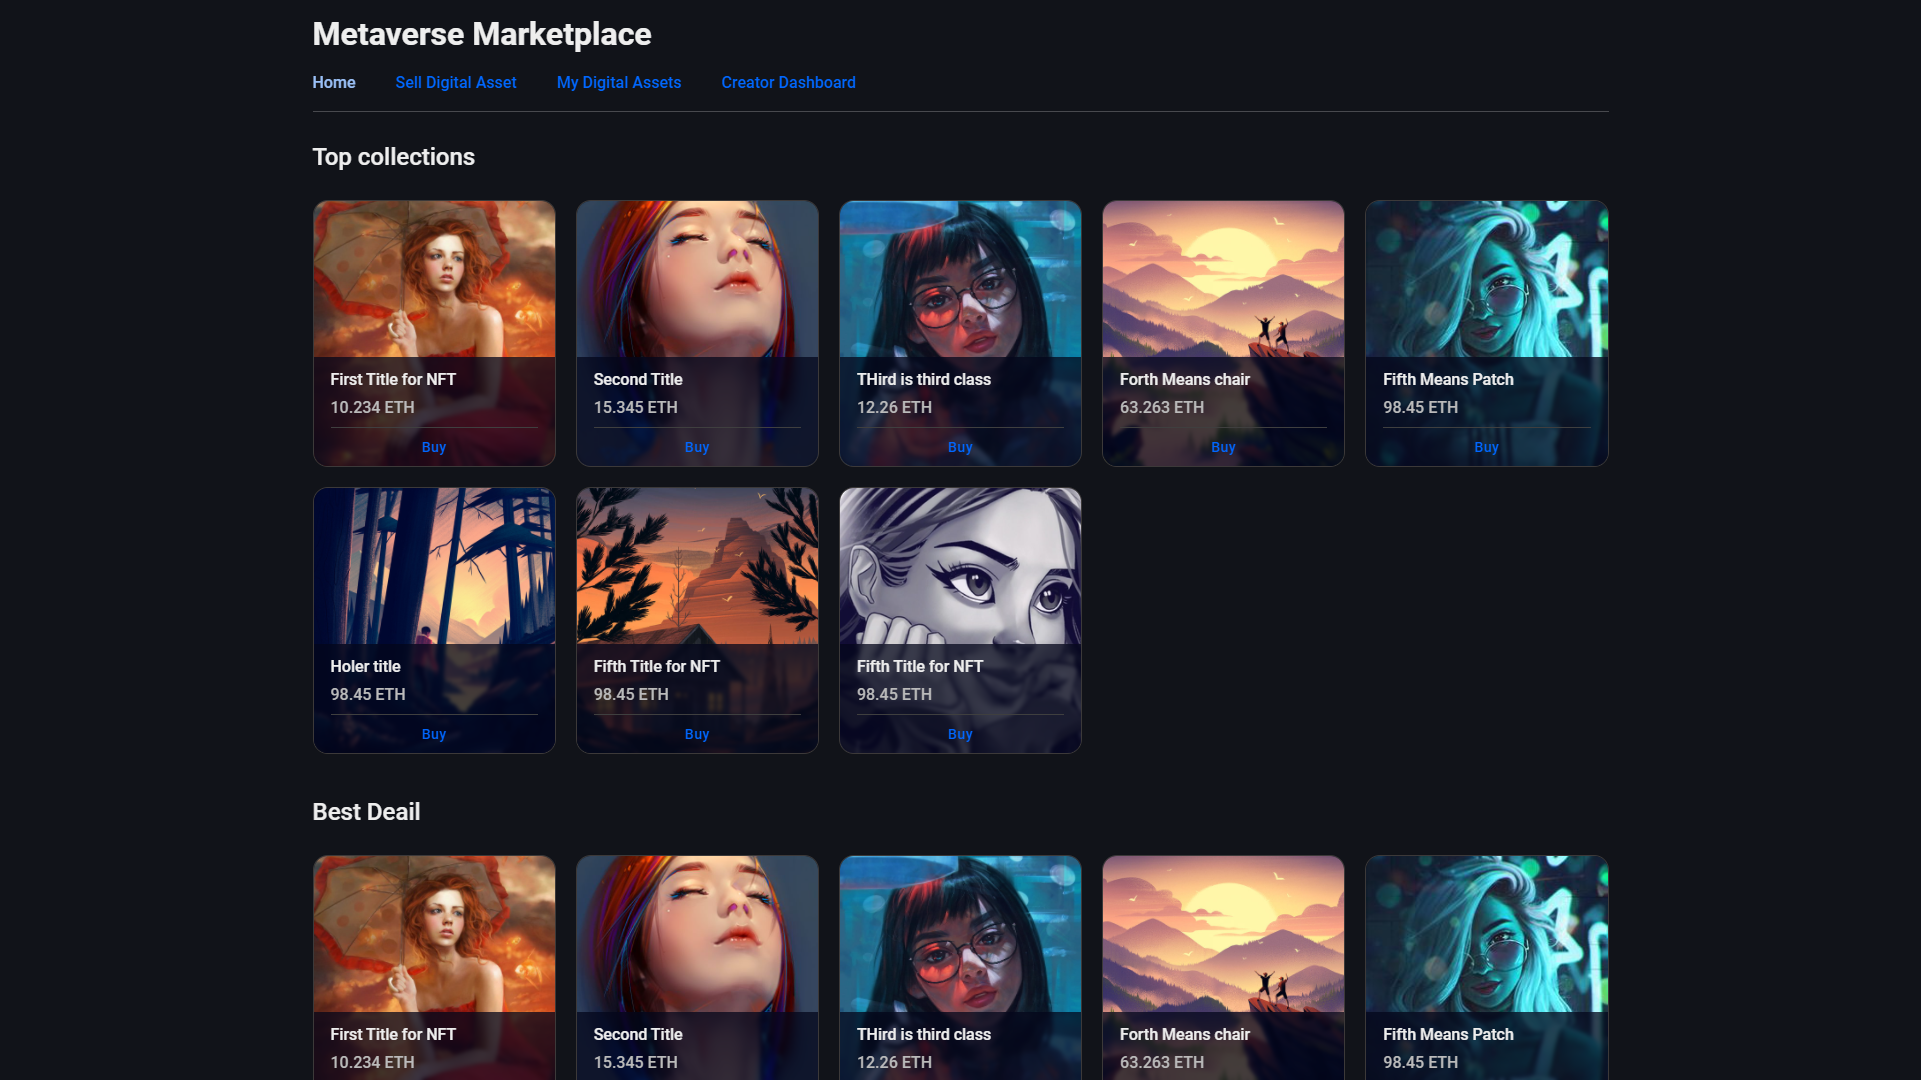 Metaverse Marketplace
Home Sell Digital Asset My Digital Assets Creator Dashboard
Top collections
First Title for NFT
10.234 ETH
Buy
Second Title
15.345 ETH
Buy
THird is third class
12.26 ETH
Buy
Forth Means chair
63.263 ETH
Buy
Fifth Means Patch
98.45 ETH
Buy
Holer title
98.45 ETH
Buy
Fifth Title for NFT
98.45 ETH
Buy
Fifth Title for NFT
98.45 ETH
Buy
Best Deail
First Title for NFT
10.234 ETH
Second Title
15.345 ETH
THird is third class
12.26 ETH
Forth Means chair
63.263 ETH
Fifth Means Patch
98.45 ETH